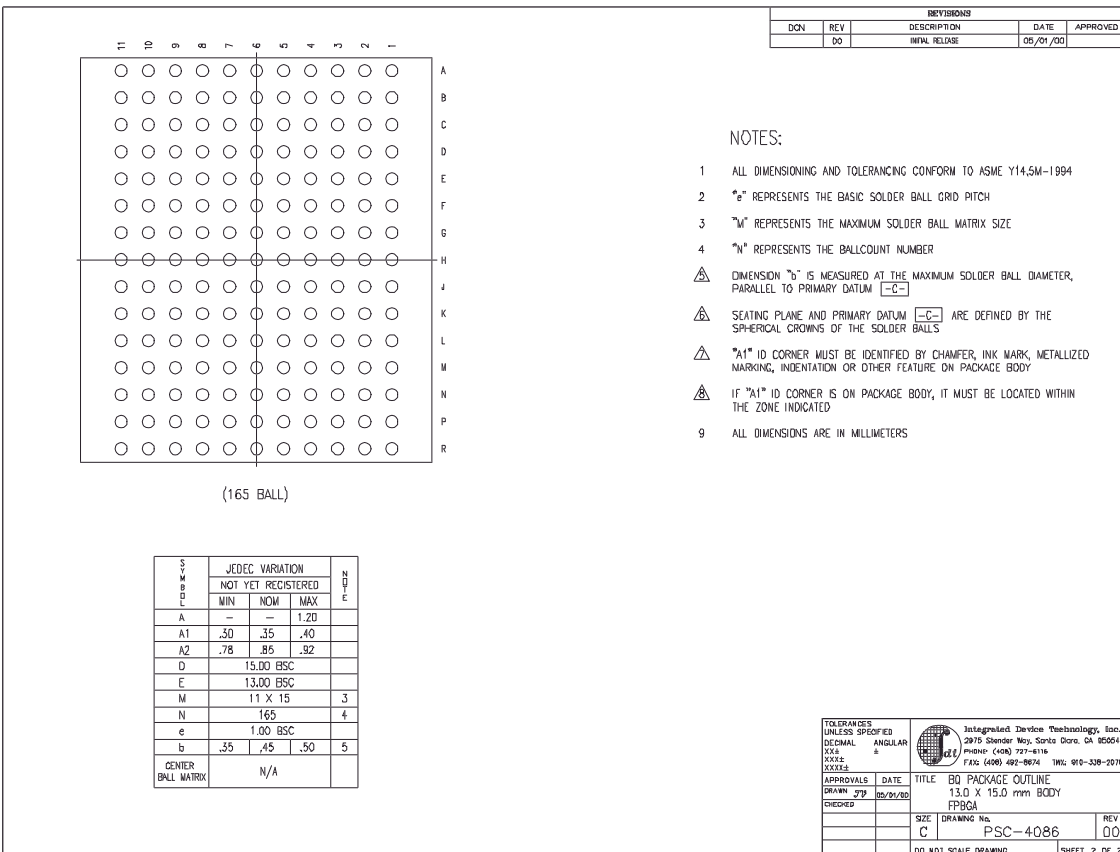 REVISIONS
DCN REV DESCRIPTION DATE APPROVED
00 INITIAL RELEASE 05/01/00
11 10 9 8 7 6 5 4 3 2 1
A
B
C
D
E
F
G
H
J
K
L
M
N
P
R
(165 BALL)
NOTES:
1 ALL DIMENSIONING AND TOLERANCING CONFORM TO ASME Y14.5M-1994
2 "e" REPRESENTS THE BASIC SOLDER BALL GRID PITCH
3 "M" REPRESENTS THE MAXIMUM SOLDER BALL MATRIX SIZE
4 "N" REPRESENTS THE BALLCOUNT NUMBER
5 DIMENSION "b" IS MEASURED AT THE MAXIMUM SOLDER BALL DIAMETER,
PARALLEL TO PRIMARY DATUM -C-
6 SEATING PLANE AND PRIMARY DATUM -C- ARE DEFINED BY THE
SPHERICAL CROWNS OF THE SOLDER BALLS
7 "A1" ID CORNER MUST BE IDENTIFIED BY CHAMFER, INK MARK, METALLIZED
MARKING, INDENTATION OR OTHER FEATURE ON PACKAGE BODY
8 IF "A1" ID CORNER IS ON PACKAGE BODY, IT MUST BE LOCATED WITHIN
THE ZONE INDICATED
9 ALL DIMENSIONS ARE IN MILLIMETERS
SYMBOL JEDEC VARIATION NOTE
NOT YET REGISTERED
MIN NOM MAX
A – – 1.20
A1 .30 .35 .40
A2 .78 .85 .92
D 15.00 BSC
E 13.00 BSC
M 11 X 15 3
N 165 4
e 1.00 BSC
b .35 .45 .50 5
CENTER
BALL MATRIX N/A
TOLERANCES
UNLESS SPECIFIED
DECIMAL ANGULAR
XX± ±
XXX±
XXXX±
idt
Integrated Device Technology, Inc.
2975 Stender Way, Santa Clara, CA 95054
PHONE: (408) 727-6116
FAX: (408) 492-8674 TWX: 910-338-2070
APPROVALS DATE
DRAWN 05/01/00
CHECKED
TITLE BQ PACKAGE OUTLINE
13.0 X 15.0 mm BODY
FPBGA
SIZE DRAWING No. REV
C PSC-4086 00
DO NOT SCALE DRAWING SHEET 2 OF 2